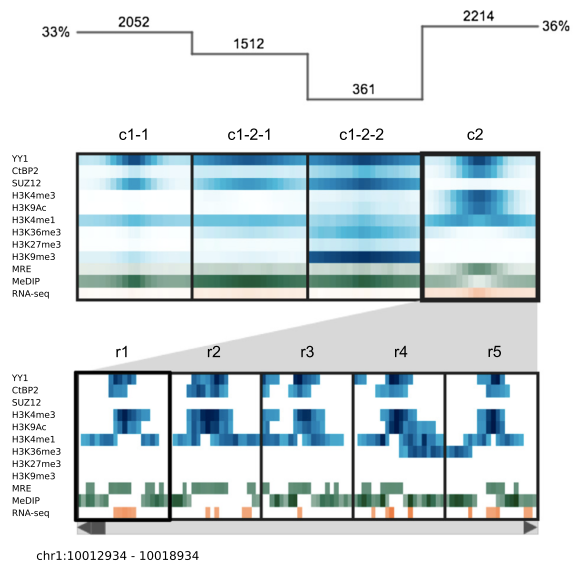 2214
2052
33%
36%
1512
361
c1-1 c1-2-1 c1-2-2 c2
YY1
CtBP2
SUZ12
H3K4me3
H3K9Ac
H3K4me1
H3K36me3
H3K27me3
H3K9me3
MRE
MeDIP
RNA-seq
r1 r2 r3 r4 r5
YY1
CtBP2
SUZ12
H3K4me3
H3K9Ac
H3K4me1
H3K36me3
H3K27me3
H3K9me3
MRE
MeDIP
RNA-seq
chr1:10012934 - 10018934